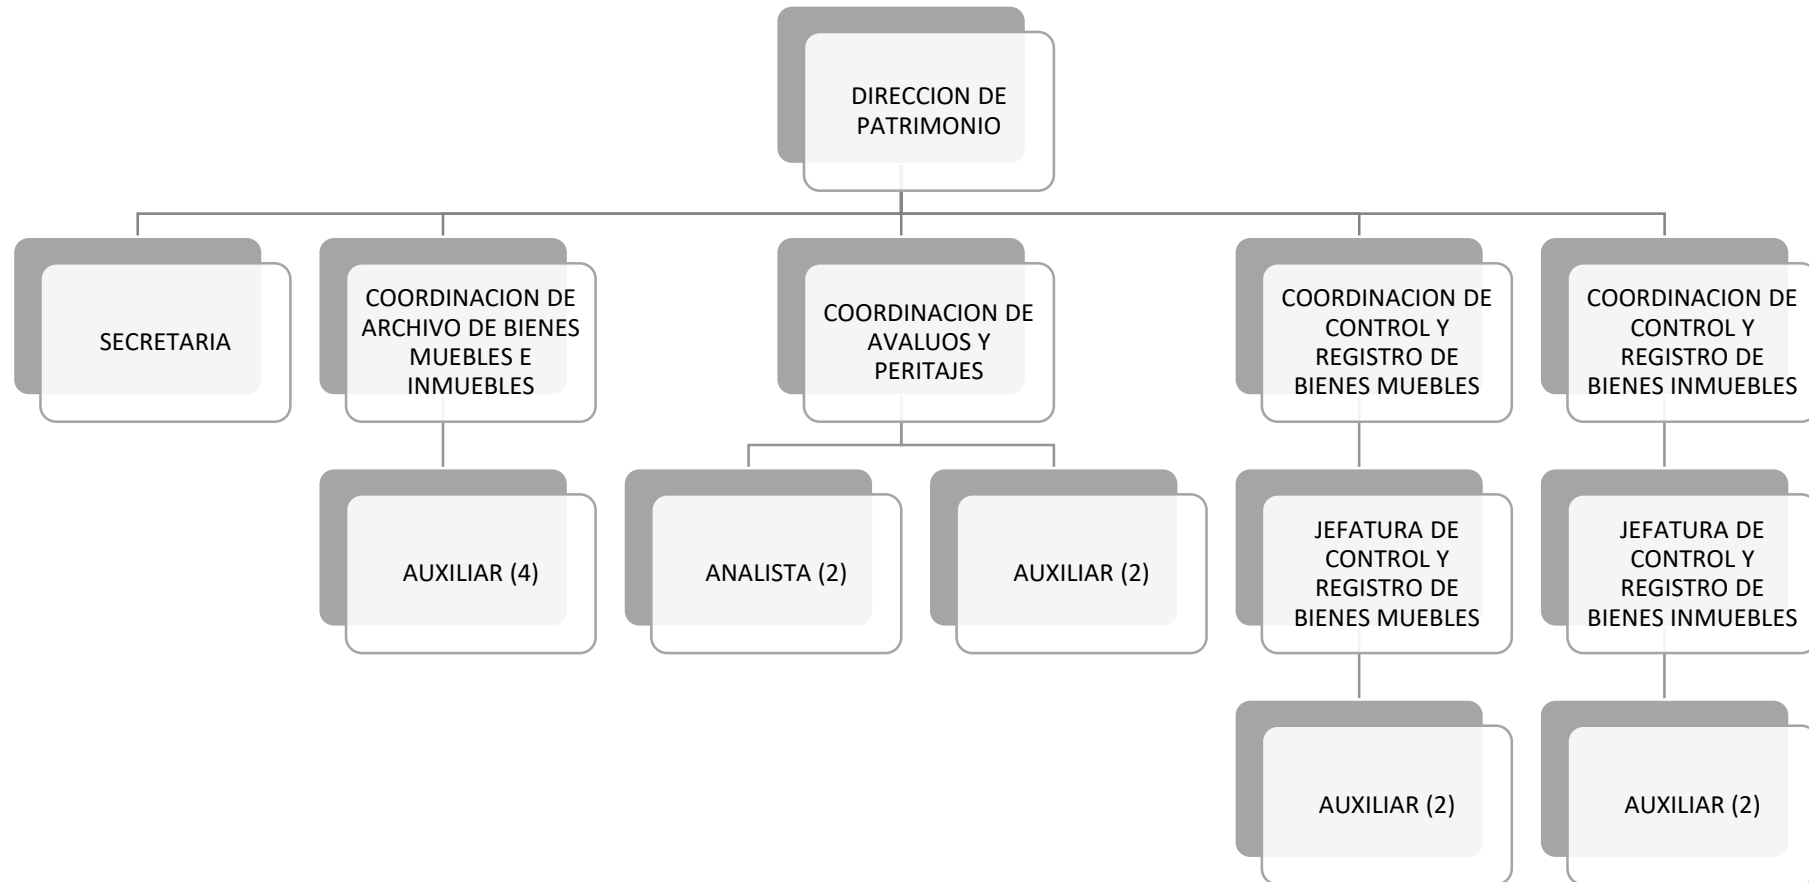 DIRECCION DE
PATRIMONIO
SECRETARIA
COORDINACION DE
ARCHIVO DE BIENES
MUEBLES E
INMUEBLES
COORDINACION DE
AVALUOS Y
PERITAJES
COORDINACION DE
CONTROL Y
REGISTRO DE
BIENES MUEBLES
COORDINACION DE
CONTROL Y
REGISTRO DE
BIENES INMUEBLES
AUXILIAR (4)
ANALISTA (2)
AUXILIAR (2)
JEFATURA DE
CONTROL Y
REGISTRO DE
BIENES MUEBLES
JEFATURA DE
CONTROL Y
REGISTRO DE
BIENES INMUEBLES
AUXILIAR (2)
AUXILIAR (2)